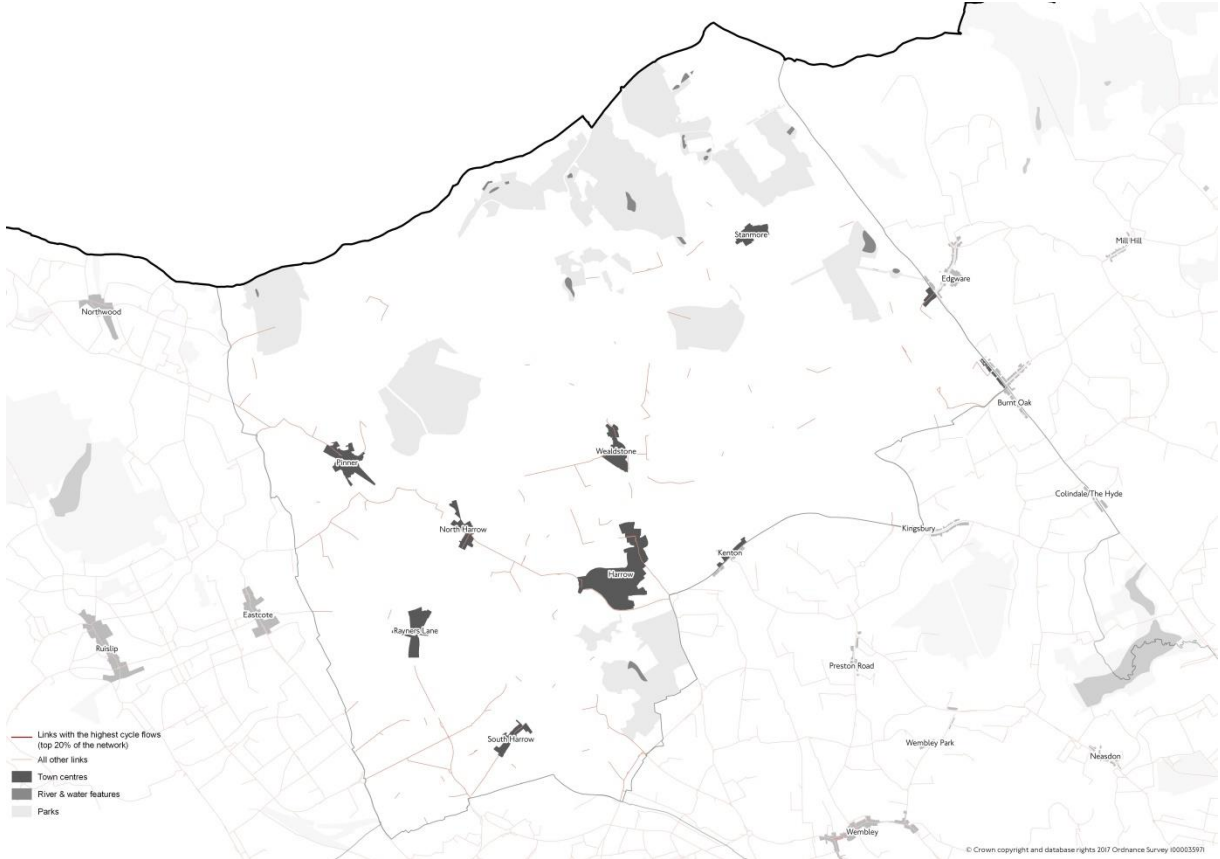 Stanmore
Mill Hill
Edgware
Northwood
Burnt Oak
Wealdstone
Pinner
Colindale/The Hyde
North Harrow
Kingsbury
Kenton
Harrow
Eastcote
Rayners Lane
Ruislip
Preston Road
South Harrow
Wembley Park
Neasdon
Wembley
Links with the highest cycle flows
(top 20% of the network)
All other links
Town centres
River & water features
Parks
© Crown copyright and database rights 2017 Ordnance Survey 100035971